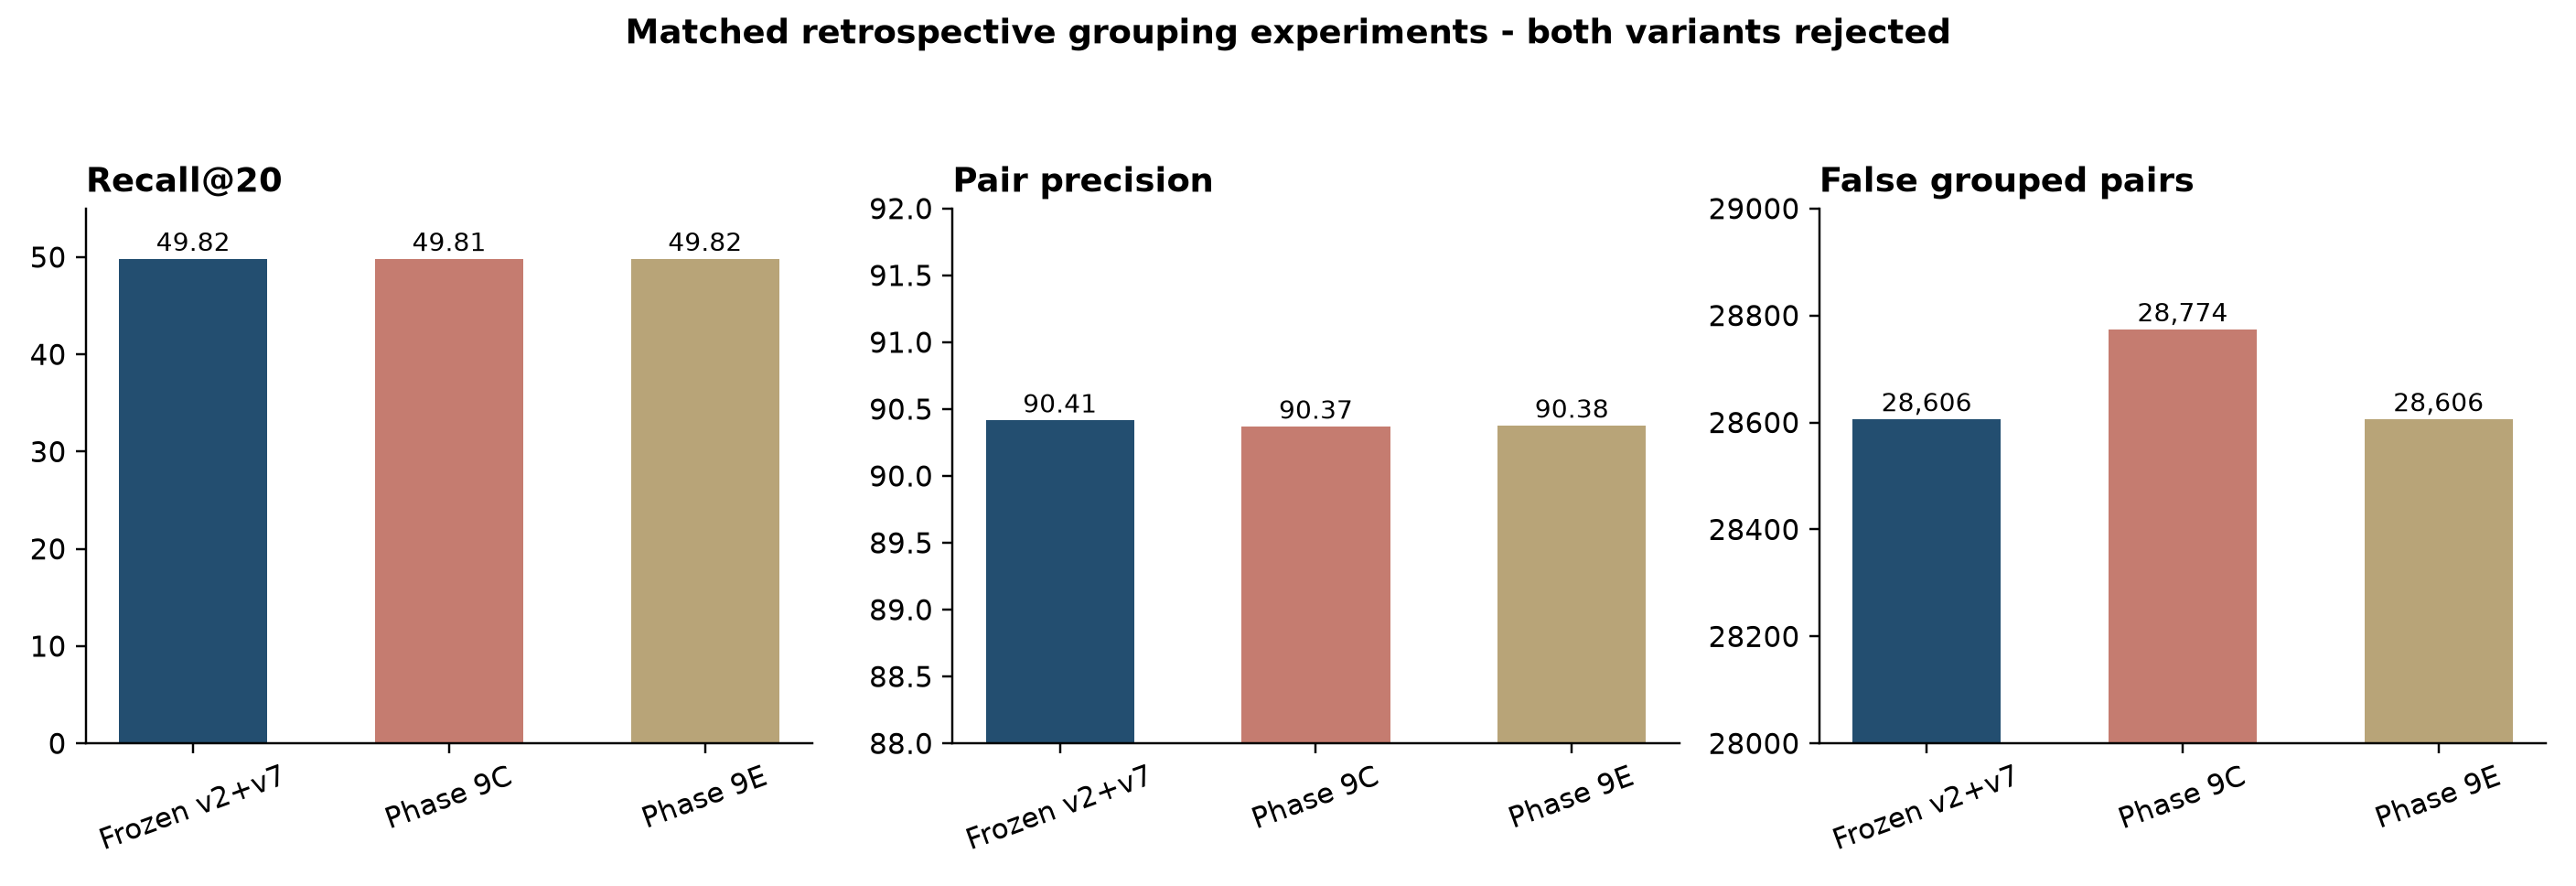 Matched retrospective grouping experiments - both variants rejected
Recall@20
50
40
30
20
10
0
49.82
49.81
49.82
Frozen v2+v7
Phase 9C
Phase 9E
Pair precision
92.0
91.5
91.0
90.5
90.0
89.5
89.0
88.5
88.0
90.41
90.37
90.38
Frozen v2+v7
Phase 9C
Phase 9E
False grouped pairs
29000
28800
28600
28400
28200
28000
28,606
28,774
28,606
Frozen v2+v7
Phase 9C
Phase 9E